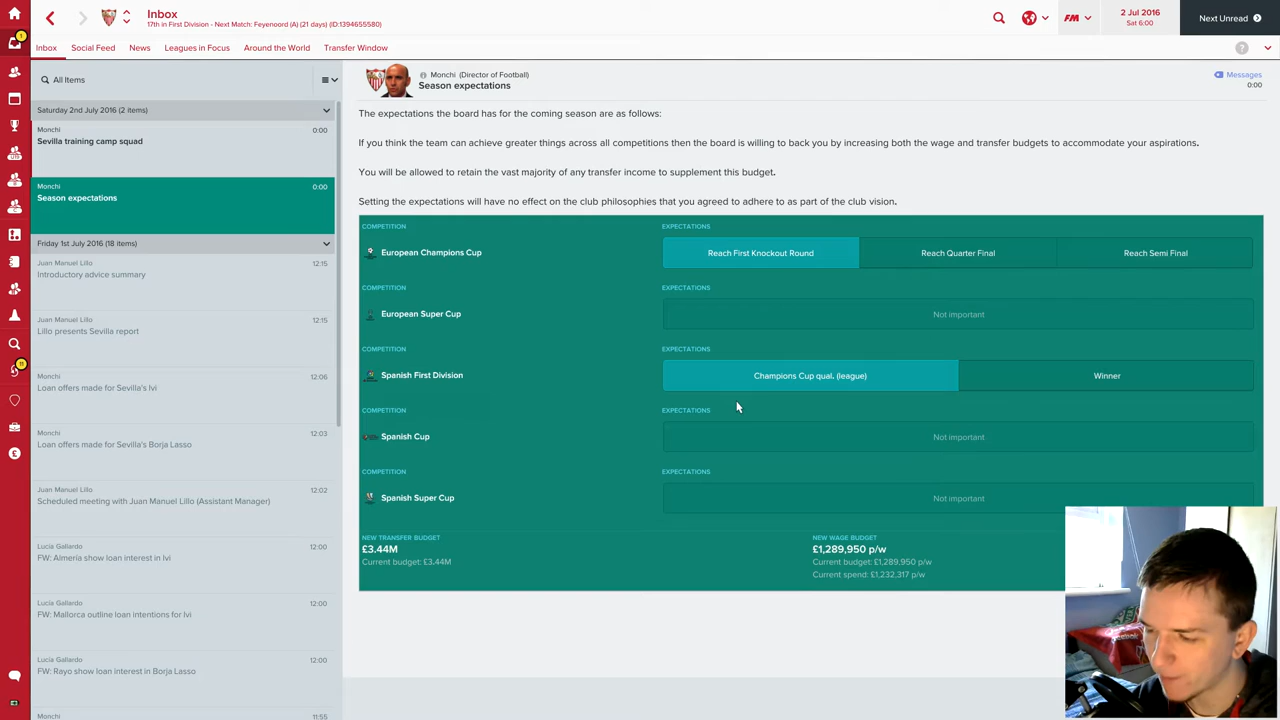 Inbox
17th in First Division - Next Match: Feyenoord (A) (21 days) (ID:1394655580)
FM
2 Jul 2016
Sat 6:00
Next Unread
Inbox
Social Feed
News
Leagues in Focus
Around the World
Transfer Window
?
All Items
Saturday 2nd July 2016 (2 items)
Monchi
0:00
Sevilla training camp squad
Monchi
0:00
Season expectations
Friday 1st July 2016 (18 items)
Juan Manuel Lillo
12:15
Introductory advice summary
Juan Manuel Lillo
12:15
Lillo presents Sevilla report
Monchi
12:06
Loan offers made for Sevilla's Ivi
Monchi
12:03
Loan offers made for Sevilla's Borja Lasso
Juan Manuel Lillo
12:02
Scheduled meeting with Juan Manuel Lillo (Assistant Manager)
Lucia Gallardo
12:00
FW: Almería show loan interest in Ivi
Lucia Gallardo
12:00
FW: Mallorca outline loan intentions for Ivi
Lucia Gallardo
12:00
FW: Rayo show loan interest in Borja Lasso
Monchi
11:55
Monchi (Director of Football)
Season expectations
Messages
0:00
The expectations the board has for the coming season are as follows:
If you think the team can achieve greater things across all competitions then the board is willing to back you by increasing both the wage and transfer budgets to accommodate your aspirations.
You will be allowed to retain the vast majority of any transfer income to supplement this budget.
Setting the expectations will have no effect on the club philosophies that you agreed to adhere to as part of the club vision.
COMPETITION
EXPECTATIONS
European Champions Cup
Reach First Knockout Round
Reach Quarter Final
Reach Semi Final
COMPETITION
EXPECTATIONS
European Super Cup
Not important
COMPETITION
EXPECTATIONS
Spanish First Division
Champions Cup qual. (league)
Winner
COMPETITION
EXPECTATIONS
Spanish Cup
Not important
COMPETITION
EXPECTATIONS
Spanish Super Cup
Not important
NEW TRANSFER BUDGET
£3.44M
Current budget: £3.44M
NEW WAGE BUDGET
£1,289,950 p/w
Current budget: £1,289,950 p/w
Current spend: £1,232,317 p/w